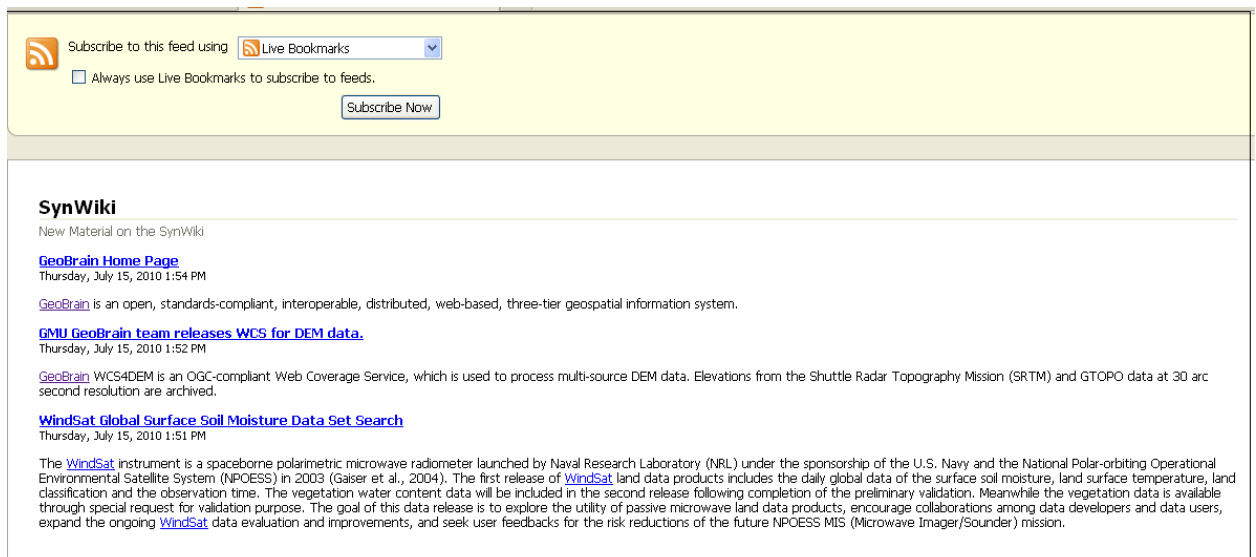 Subscribe to this feed using Live Bookmarks
Always use Live Bookmarks to subscribe to feeds.
Subscribe Now
SynWiki
New Material on the SynWiki
GeoBrain Home Page
Thursday, July 15, 2010 1:54 PM
GeoBrain is an open, standards-compliant, interoperable, distributed, web-based, three-tier geospatial information system.
GMU GeoBrain team releases WCS for DEM data.
Thursday, July 15, 2010 1:52 PM
GeoBrain WCS4DEM is an OGC-compliant Web Coverage Service, which is used to process multi-source DEM data. Elevations from the Shuttle Radar Topography Mission (SRTM) and GTOPO data at 30 arc
second resolution are archived.
WindSat Global Surface Soil Moisture Data Set Search
Thursday, July 15, 2010 1:51 PM
The WindSat instrument is a spaceborne polarimetric microwave radiometer launched by Naval Research Laboratory (NRL) under the sponsorship of the U.S. Navy and the National Polar-orbiting Operational
Environmental Satellite System (NPOESS) in 2003 (Gaiser et al., 2004). The first release of WindSat land data products includes the daily global data of the surface soil moisture, land surface temperature, land
classification and the observation time. The vegetation water content data will be included in the second release following completion of the preliminary validation. Meanwhile the vegetation data is available
through special request for validation purpose. The goal of this data release is to explore the utility of passive microwave land data products, encourage collaborations among data developers and data users,
expand the ongoing WindSat data evaluation and improvements, and seek user feedbacks for the risk reductions of the future NPOESS MIS (Microwave Imager/Sounder) mission.